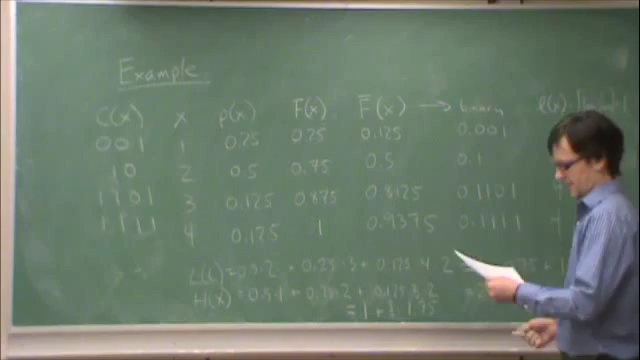 Example
C(x) x p(x) F(x) F̄(x) → binary l(x)
001 1 0.25 0.25 0.125 0.001
10 2 0.5 0.75 0.5 0.1
1101 3 0.125 0.875 0.8125 0.1101 4
1111 4 0.125 1 0.9375 0.1111 4
L(C) = 0.5·2 + 0.25·3 + 0.125·4·2 = + 1
H(X) = 0.5·1 + 0.25·2 + 0.125·3·2
= 1 +